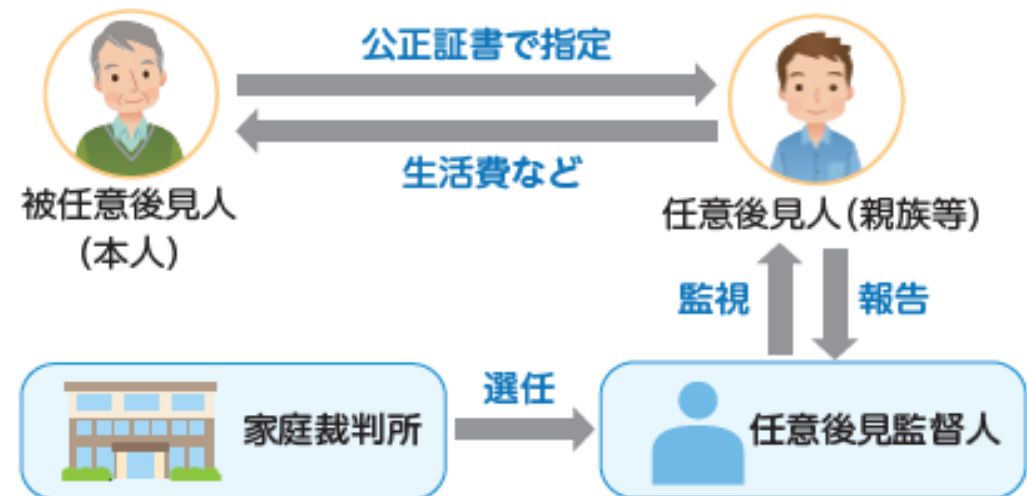 公正証書で指定
生活費など
被任意後見人
(本人)
任意後見人(親族等)
監視
報告
選任
家庭裁判所
任意後見監督人